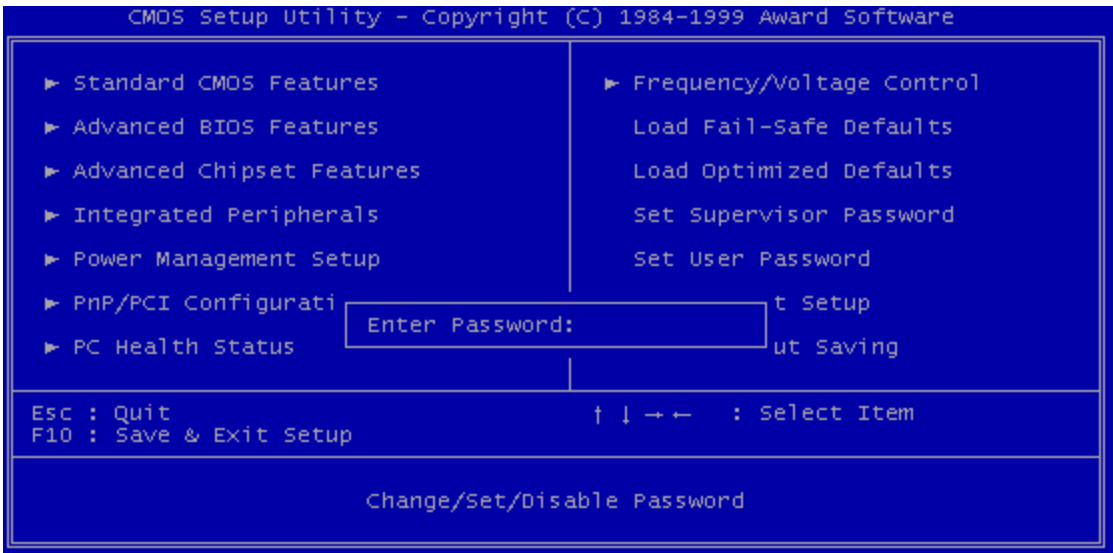 CMOS Setup Utility – Copyright (C) 1984–1999 Award Software
► Standard CMOS Features
► Advanced BIOS Features
► Advanced Chipset Features
► Integrated Peripherals
► Power Management Setup
► PnP/PCI Configurati
► PC Health Status
► Frequency/Voltage Control
Load Fail–Safe Defaults
Load Optimized Defaults
Set Supervisor Password
Set User Password
t Setup
ut Saving
Enter Password:
Esc : Quit
F10 : Save & Exit Setup
↑ ↓ → ← : Select Item
Change/Set/Disable Password